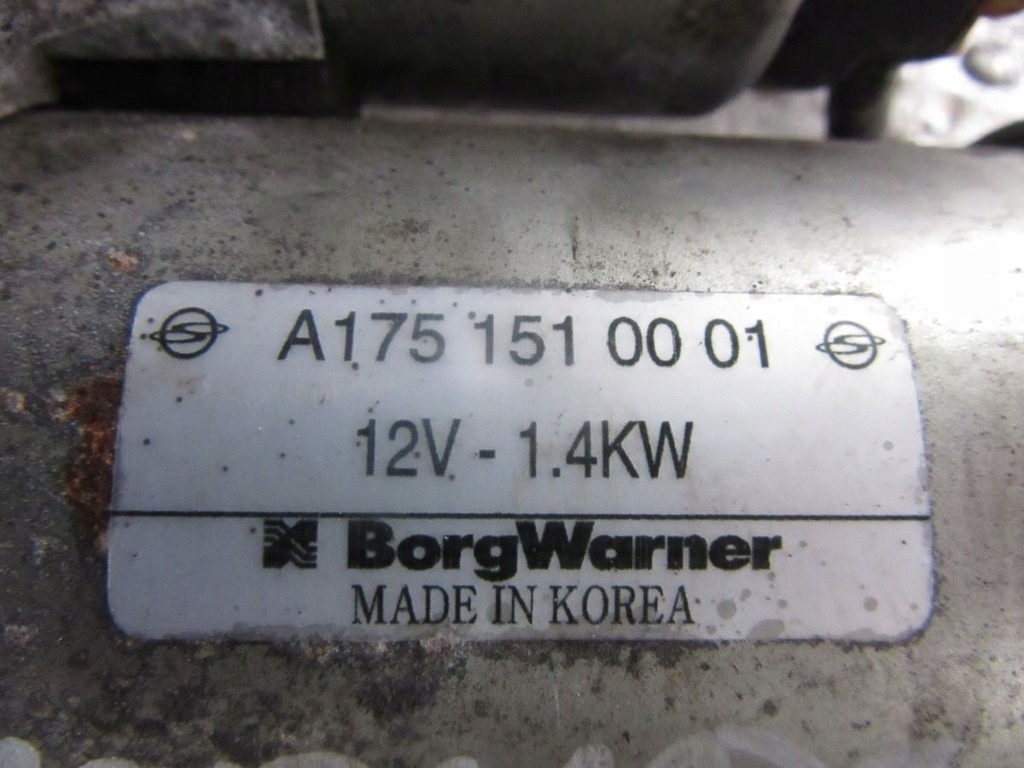 A175 151 00 01
12V - 1.4KW
BorgWarner
MADE IN KOREA